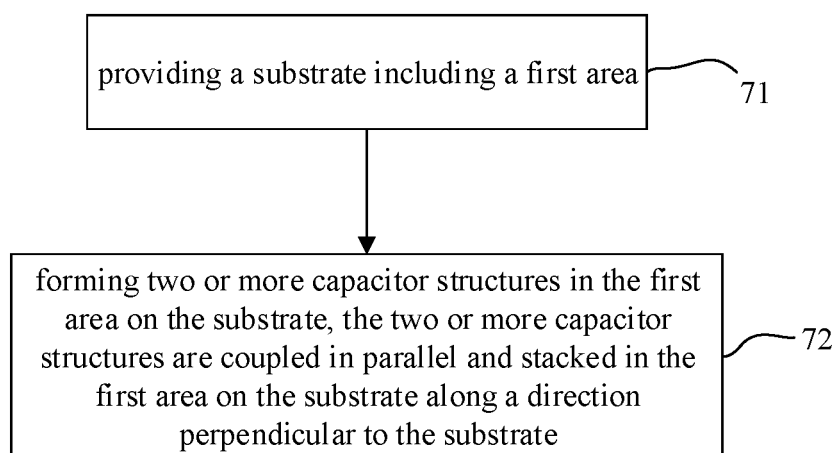 providing a substrate including a first area
71
forming two or more capacitor structures in the first
area on the substrate, the two or more capacitor
structures are coupled in parallel and stacked in the
first area on the substrate along a direction
perpendicular to the substrate
72